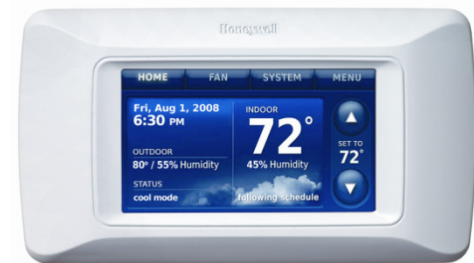 Honeywell
HOME FAN SYSTEM MENU
Fri, Aug 1, 2008
6:30 PM
OUTDOOR
80° / 55% Humidity
STATUS
cool mode
INDOOR
72°
45% Humidity
following schedule
SET TO
72°